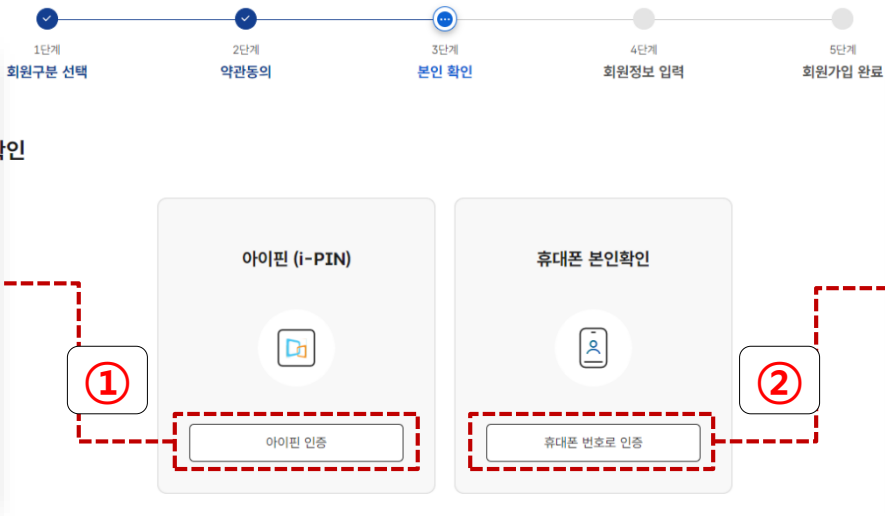 1단계
2단계
3단계
4단계
5단계
회원구분 선택
약관동의
본인 확인
회원정보 입력
회원가입 완료
인
아이핀 (i-PIN)
휴대폰 본인확인
①
②
아이핀 인증
휴대폰 번호로 인증